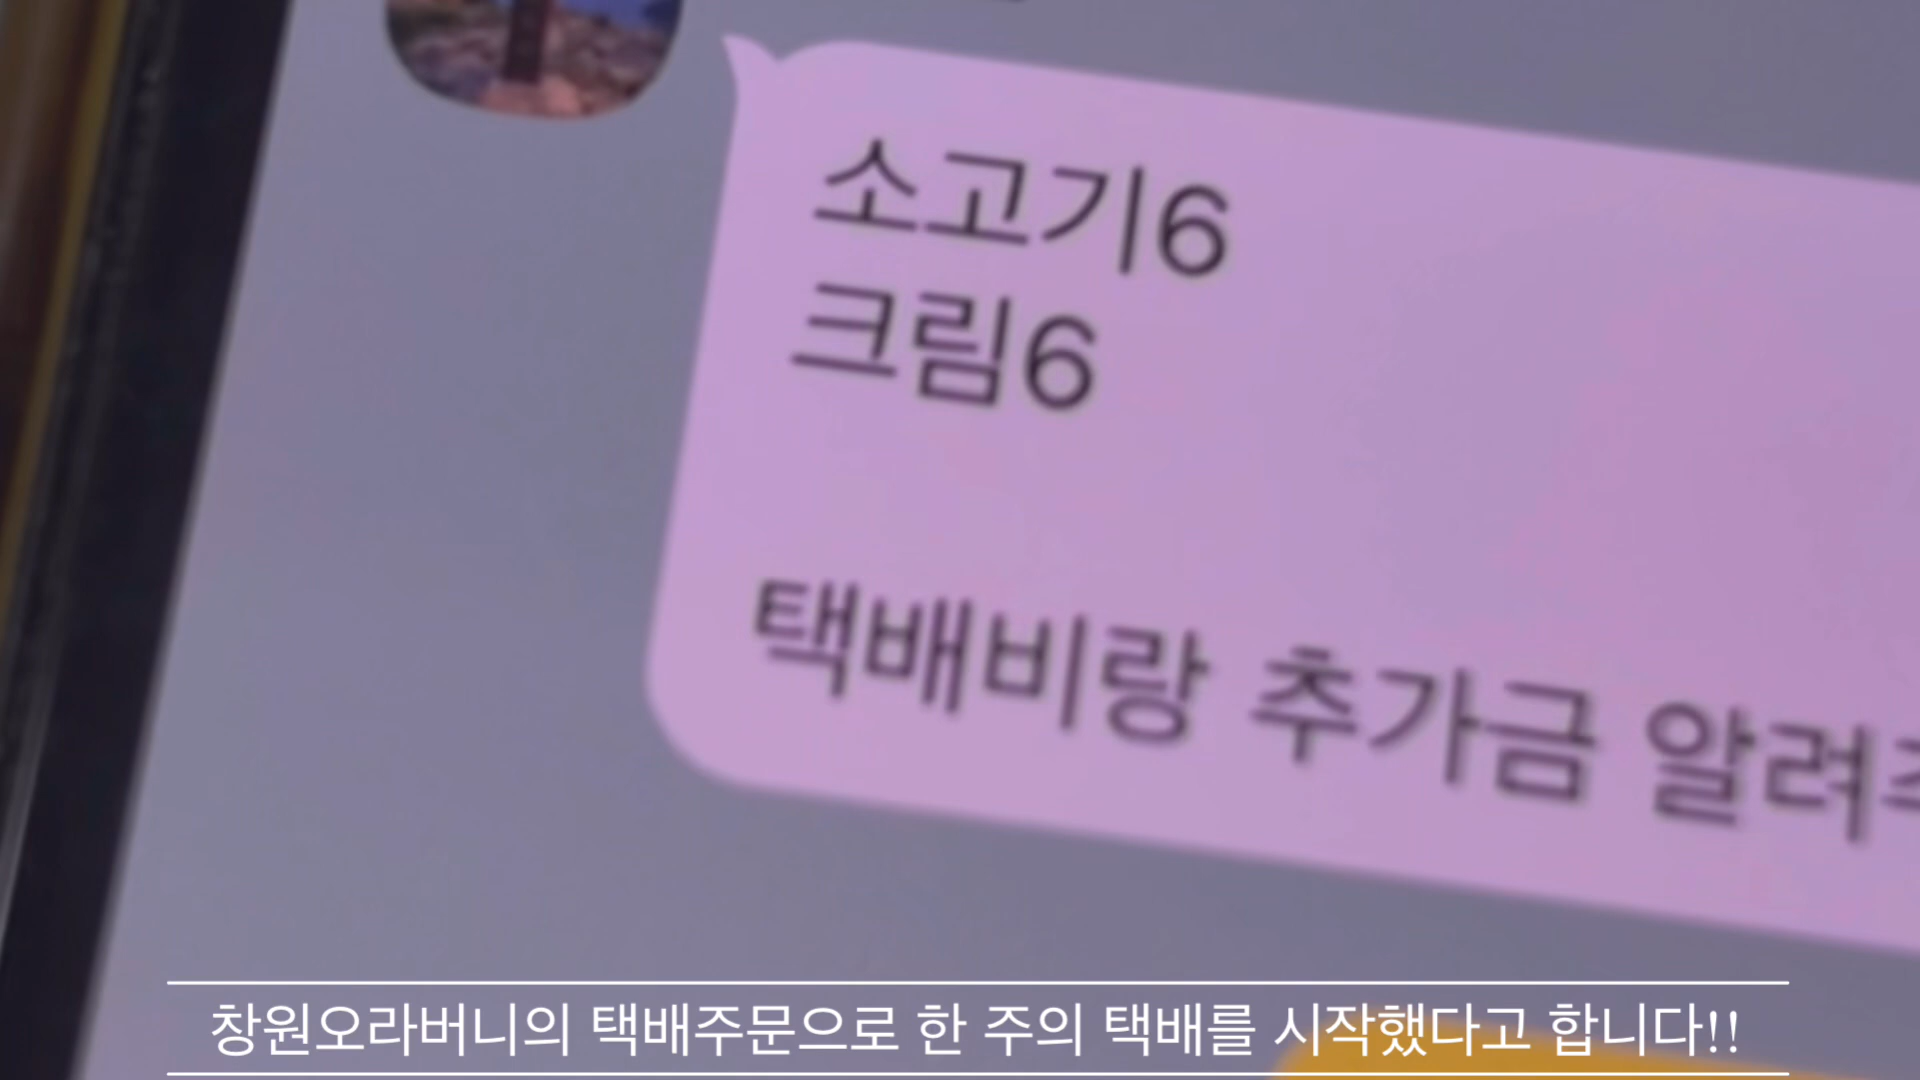 소고기6
크림6
택배비랑 추가금 알려
창원오라버니의 택배주문으로 한 주의 택배를 시작했다고 합니다!!